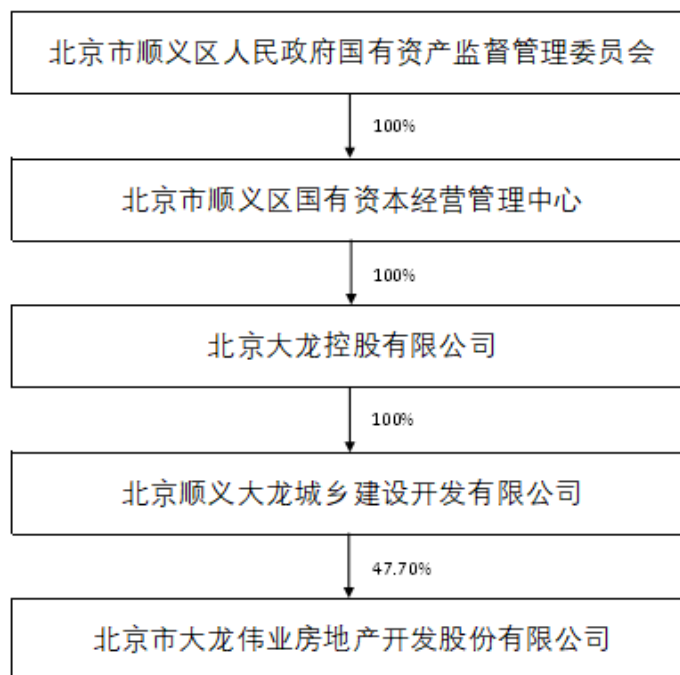 北京市顺义区人民政府国有资产监督管理委员会
100%
北京市顺义区国有资本经营管理中心
100%
北京大龙控股有限公司
100%
北京顺义大龙城乡建设开发有限公司
47.70%
北京市大龙伟业房地产开发股份有限公司